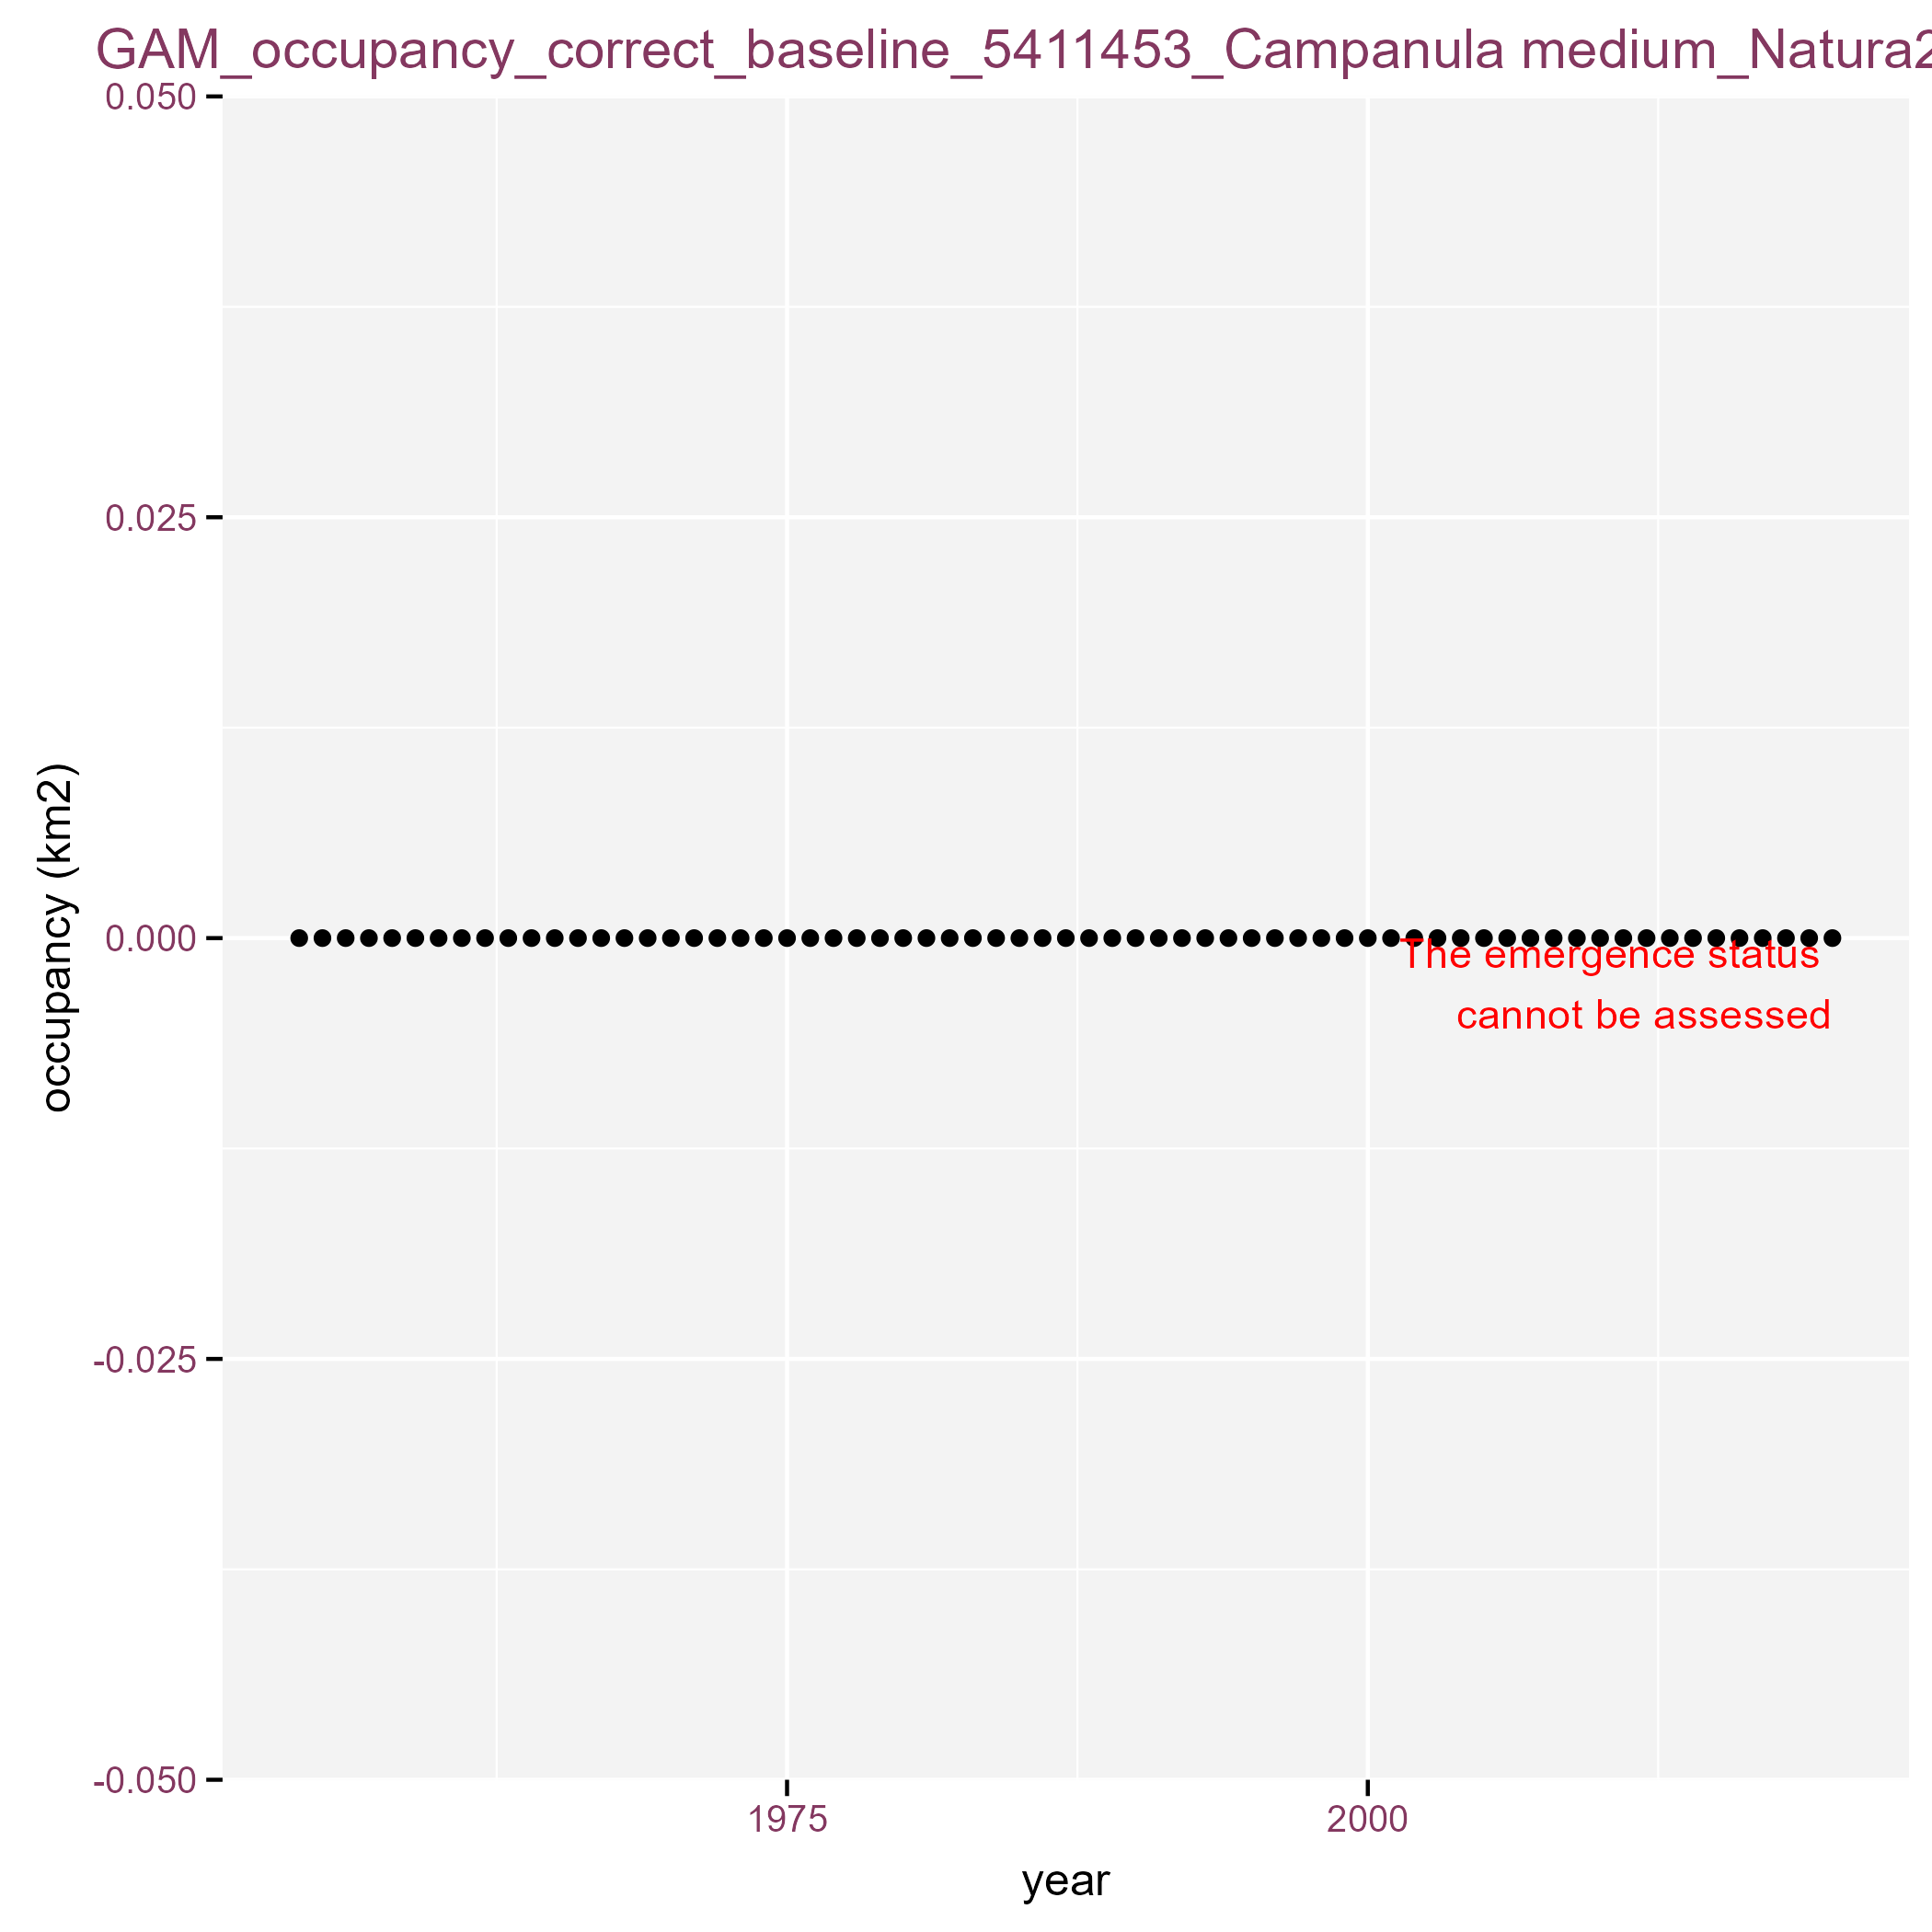 GAM_occupancy_correct_baseline_5411453_Campanula medium_Natura2
0.050
0.025
0.000
-0.025
-0.050
occupancy (km2)
The emergence status
cannot be assessed
1975
2000
year